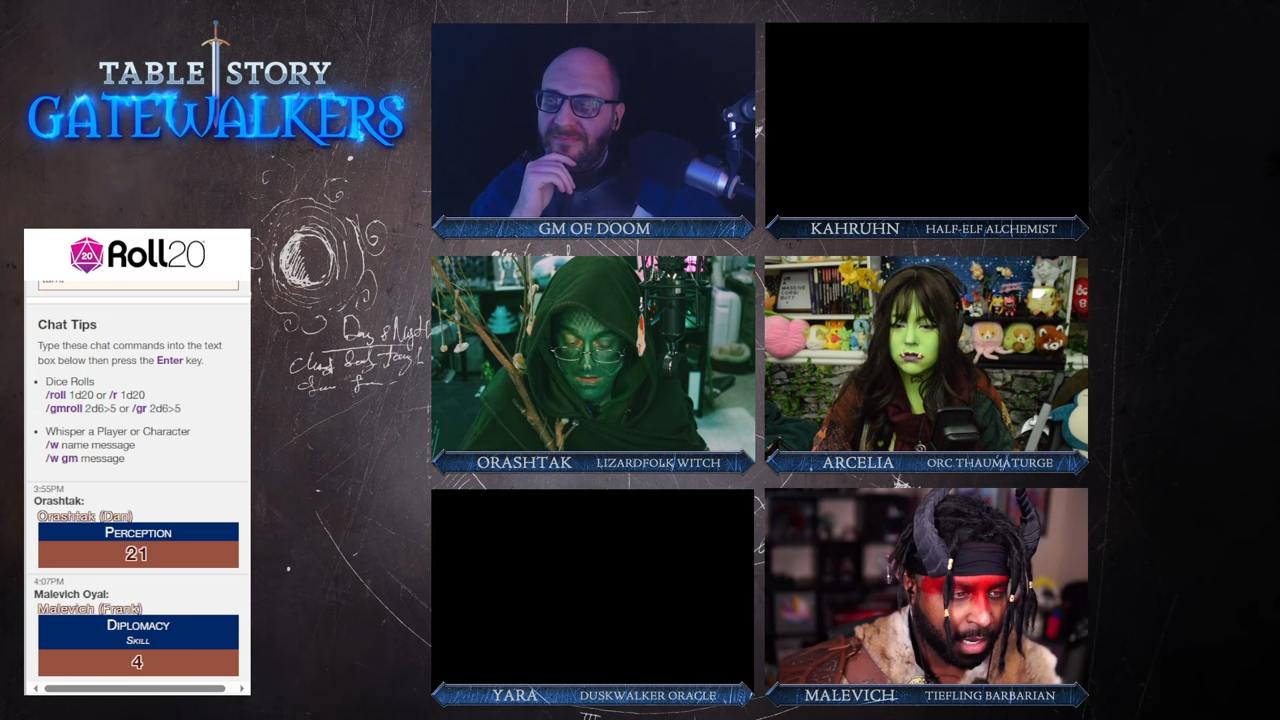 TABLE STORY
GATEWALKERS
Roll20
Chat Tips
Type these chat commands into the text
box below then press the Enter key.
• Dice Rolls
/roll 1d20 or /r 1d20
/gmroll 2d6>5 or /gr 2d6>5
• Whisper a Player or Character
/w name message
/w gm message
3:55PM
Orashtak:
Orashtak (Dan)
PERCEPTION
21
4:07PM
Malevich Oyal:
Malevich (Frank)
DIPLOMACY
SKILL
4
GM OF DOOM
KAHRUHN HALF-ELF ALCHEMIST
ORASHTAK LIZARDFOLK WITCH
ARCELIA ORC THAUMATURGE
YARA DUSKWALKER ORACLE
MALEVICH TIEFLING BARBARIAN